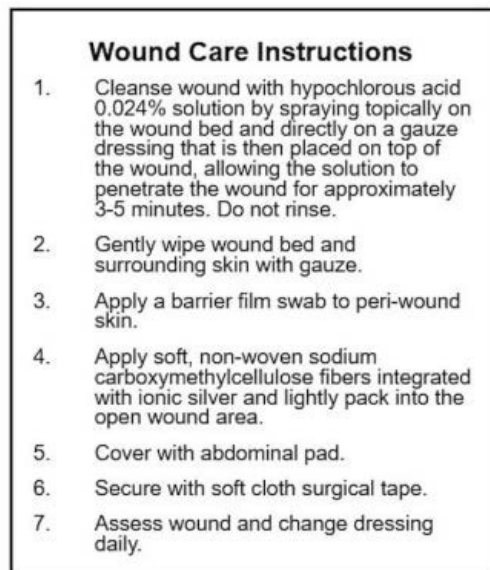 Wound Care Instructions
1. Cleanse wound with hypochlorous acid
0.024% solution by spraying topically on
the wound bed and directly on a gauze
dressing that is then placed on top of
the wound, allowing the solution to
penetrate the wound for approximately
3-5 minutes. Do not rinse.
2. Gently wipe wound bed and
surrounding skin with gauze.
3. Apply a barrier film swab to peri-wound
skin.
4. Apply soft, non-woven sodium
carboxymethylcellulose fibers integrated
with ionic silver and lightly pack into the
open wound area.
5. Cover with abdominal pad.
6. Secure with soft cloth surgical tape.
7. Assess wound and change dressing
daily.